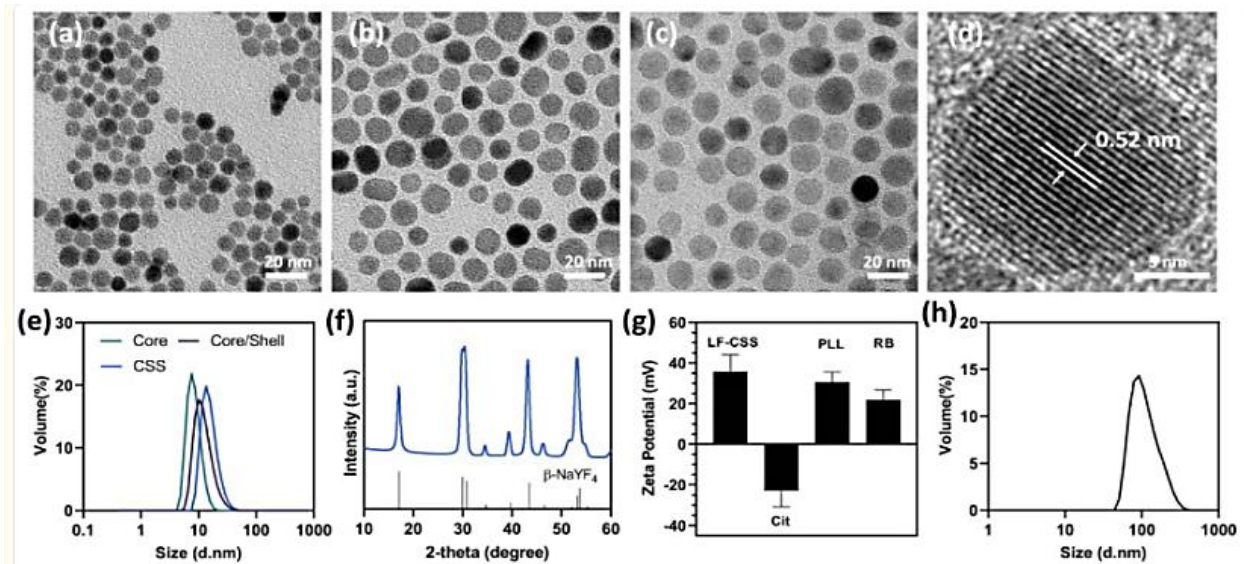 (a)
(b)
(c)
(d)
0.52 nm
20 nm
20 nm
20 nm
5 nm
(e)
30
20
10
0
Volume(%)
Core
Core/Shell
CSS
0.1
1
10
100
1000
Size (d.nm)
(f)
Intensity (a.u.)
β-NaYF4
10
20
30
40
50
60
2-theta (degree)
(g)
60
40
20
0
-20
-40
Zeta Potential (mV)
LF-CSS
Cit
PLL
RB
(h)
20
15
10
5
0
Volume(%)
1
10
100
1000
Size (d.nm)